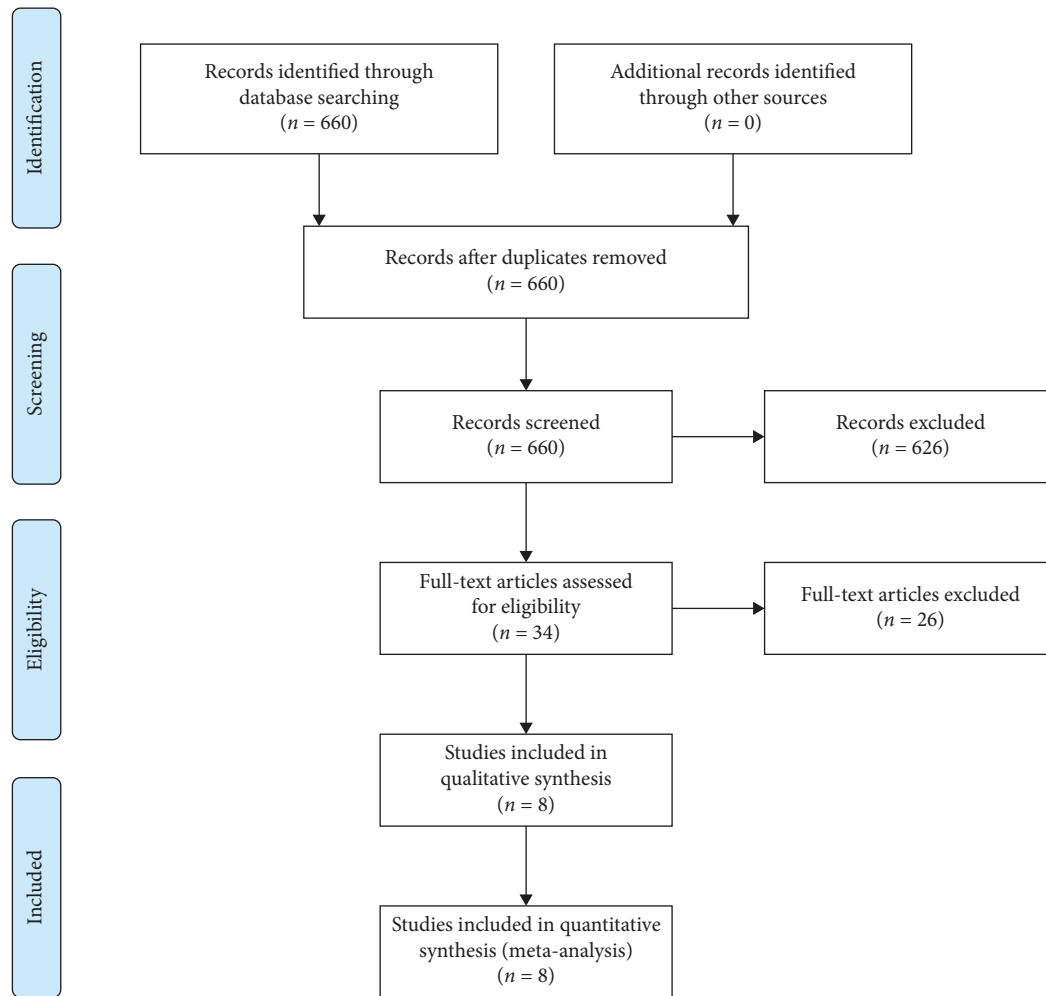 Identification
Records identified through
database searching
(n = 660)
Additional records identified
through other sources
(n = 0)
Records after duplicates removed
(n = 660)
Screening
Records screened
(n = 660)
Records excluded
(n = 626)
Eligibility
Full-text articles assessed
for eligibility
(n = 34)
Full-text articles excluded
(n = 26)
Studies included in
qualitative synthesis
(n = 8)
Included
Studies included in quantitative
synthesis (meta-analysis)
(n = 8)